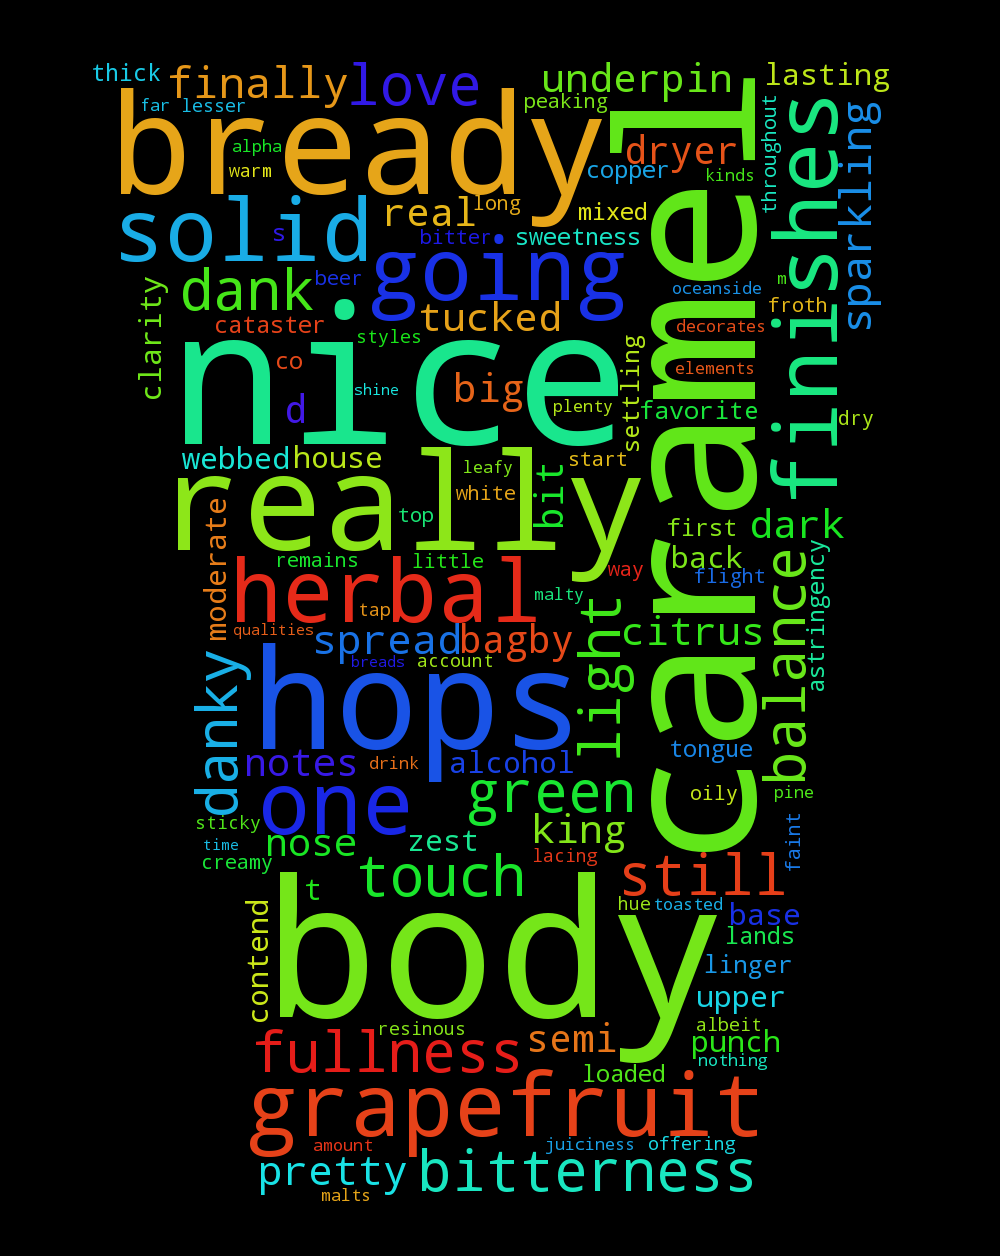 thick
finally
love
underpin
lasting
far lesser
peaking
bready
caramel
finishes
sparkling
throughout
alpha
warm
dryer
copper
kinds
solid
s
real
long
mixed
bitter
sweetness
going
dank
beer
clarity
oceanside
m
froth
tucked
cataster
styles
decorates
nice
co
d
shine
big
plenty
settling
elements
favorite
dry
webbed
house
leafy
start
really
white
bit
top
first
dark
moderate
remains
little
back
way
flight
astringency
herbal
malty
tap
qualities
spread
bagby
light
citrus
balance
breads
account
hops
danky
tongue
notes
drink
alcohol
one
green
oily
pine
sticky
king
time
nose
zest
creamy
lacing
faint
t
touch
still
body
hue
toasted
base
contend
lands
linger
upper
resinous
semi
albeit
punch
nothing
fullness
loaded
grapefruit
amount
juiciness
offering
pretty
bitterness
malts